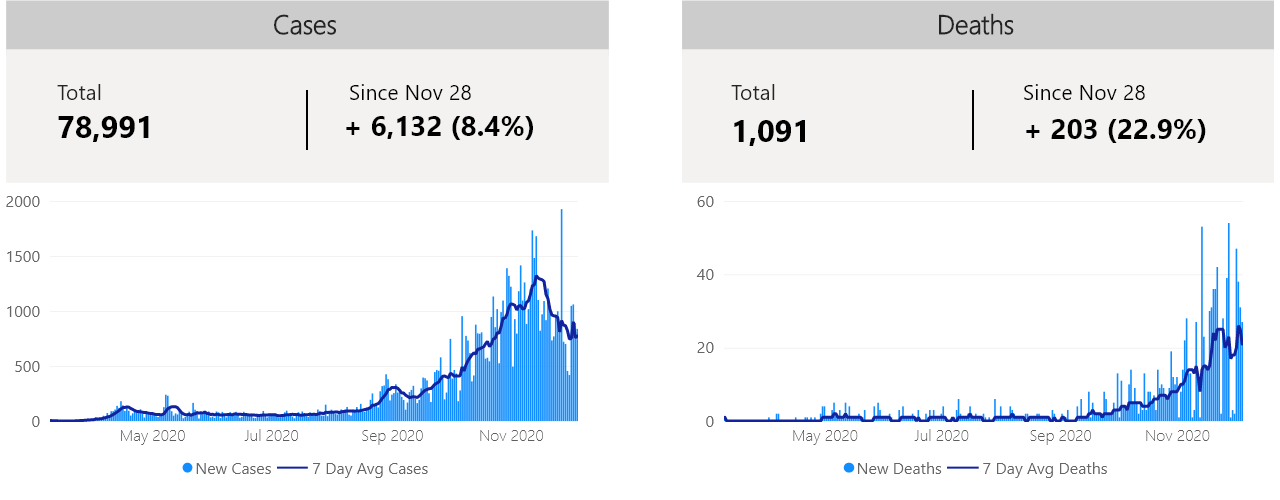 Cases
Total
78,991
Since Nov 28
+ 6,132 (8.4%)
2000
1500
1000
500
0
May 2020 Jul 2020 Sep 2020 Nov 2020
New Cases 7 Day Avg Cases
Deaths
Total
1,091
Since Nov 28
+ 203 (22.9%)
60
40
20
0
May 2020 Jul 2020 Sep 2020 Nov 2020
New Deaths 7 Day Avg Deaths